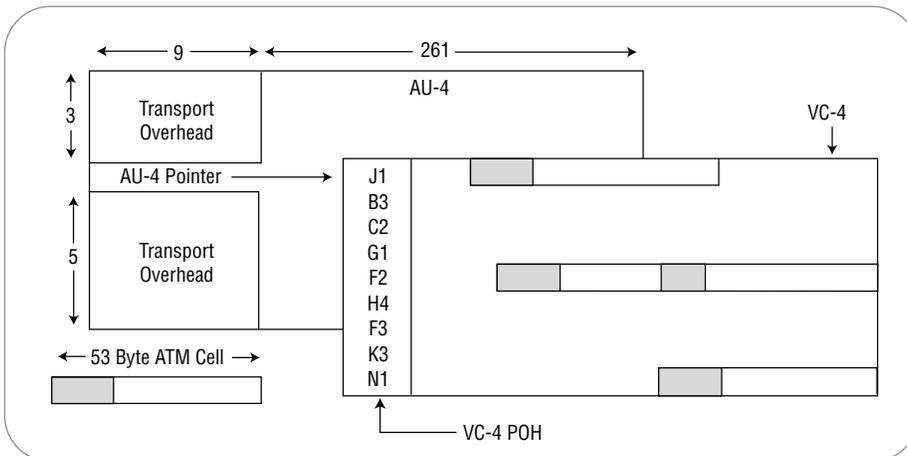 9
261
AU-4
Transport
Overhead
3
VC-4
AU-4 Pointer
J1
B3
C2
G1
F2
H4
F3
K3
N1
Transport
Overhead
5
53 Byte ATM Cell
VC-4 POH